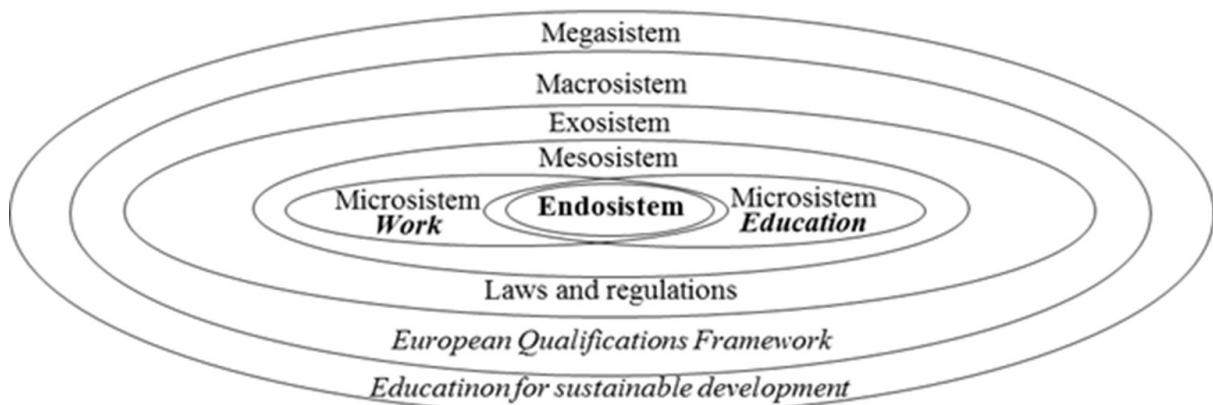 Megasistem
Macrosistem
Exosistem
Mesosistem
Microsistem
Work
Endosistem
Microsistem
Education
Laws and regulations
European Qualifications Framework
Educatinon for sustainable development